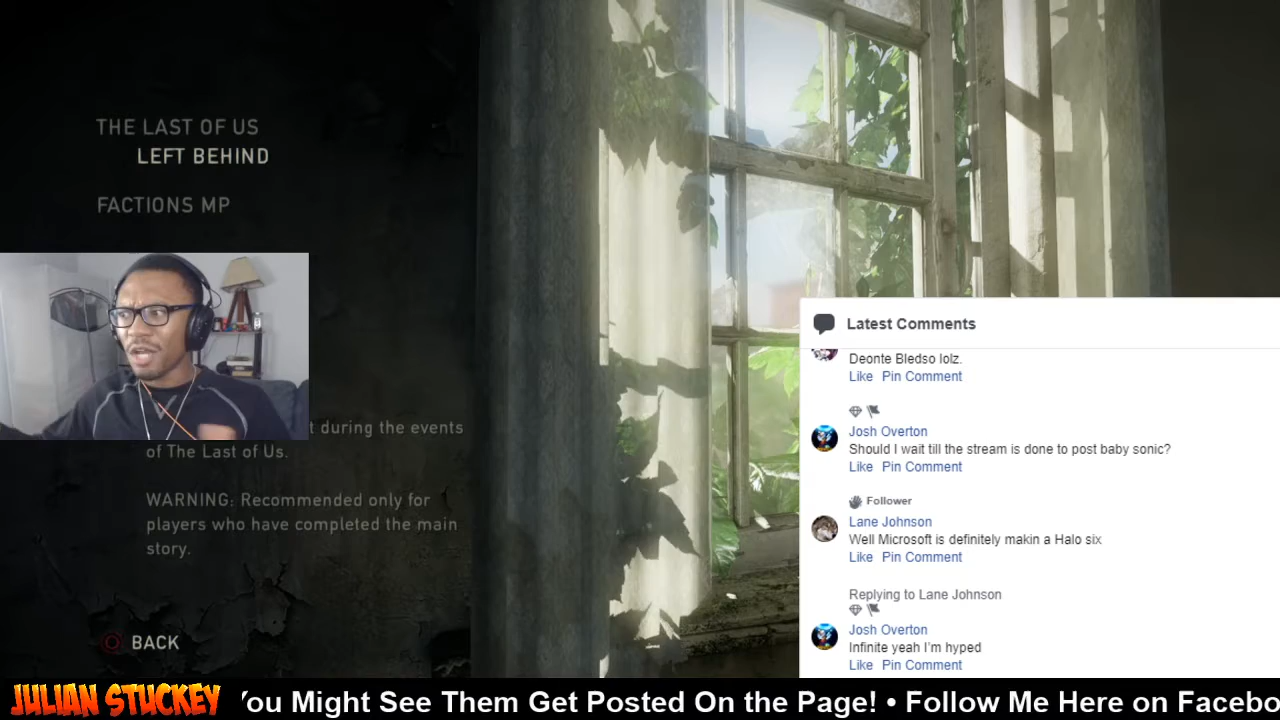 THE LAST OF US
LEFT BEHIND
FACTIONS MP
t during the events
of The Last of Us.
WARNING: Recommended only for
players who have completed the main
story.
BACK
Latest Comments
Deonte Bledso lolz.
Like Pin Comment
Josh Overton
Should I wait till the stream is done to post baby sonic?
Like Pin Comment
Follower
Lane Johnson
Well Microsoft is definitely makin a Halo six
Like Pin Comment
Replying to Lane Johnson
Josh Overton
Infinite yeah I'm hyped
Like Pin Comment
JULIAN STUCKEY
You Might See Them Get Posted On the Page! • Follow Me Here on Facebo